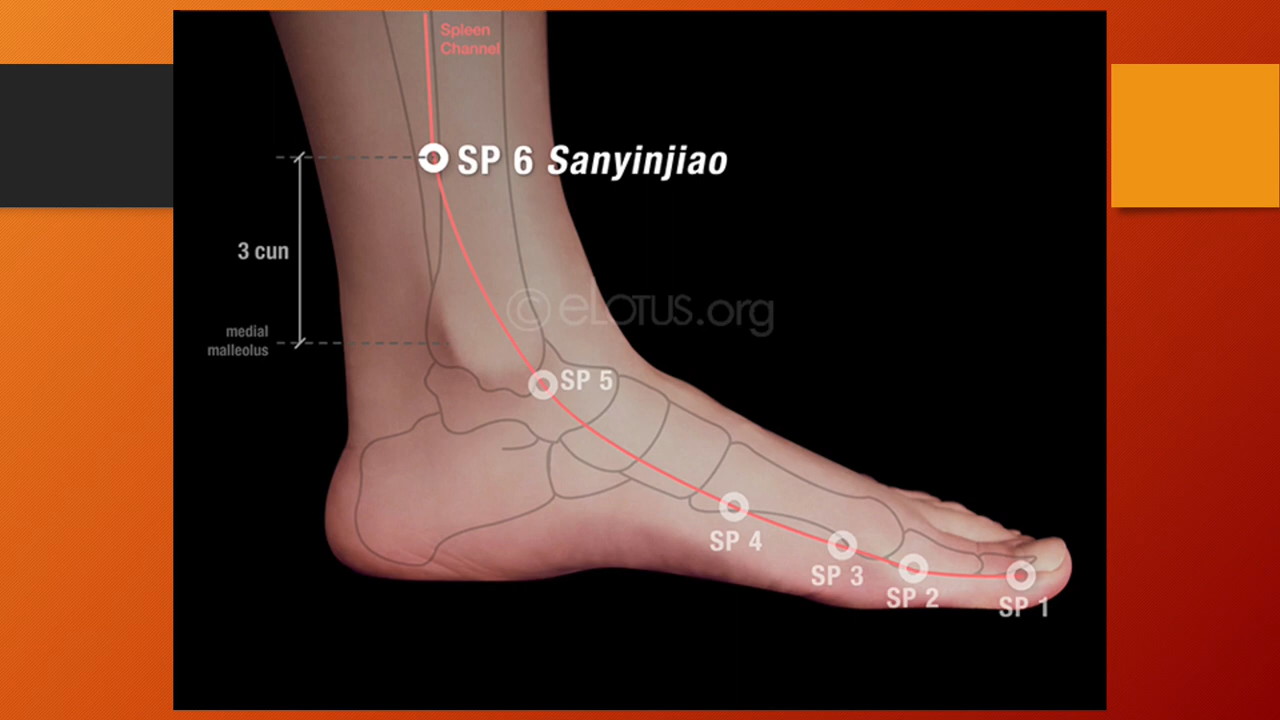 Spleen
Channel
SP 6 Sanyinjiao
3 cun
© eLOTUS.org
medial
malleolus
SP 5
SP 4
SP 3
SP 2
SP 1